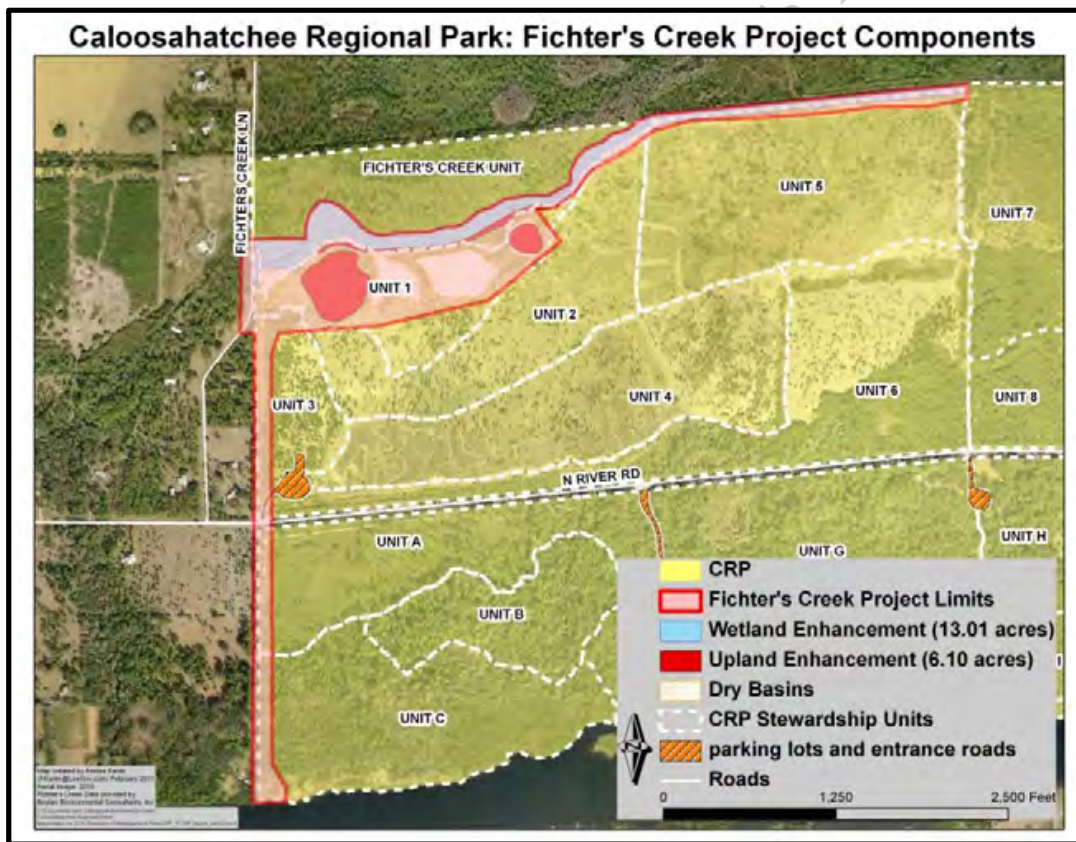 Caloosahatchee Regional Park: Fichter's Creek Project Components
FICHTERS CREEK LN
FICHTER'S CREEK UNIT
UNIT 5
UNIT 7
UNIT 1
UNIT 2
UNIT 3
UNIT 4
UNIT 6
UNIT 8
N RIVER RD
UNIT A
UNIT G
UNIT H
UNIT B
UNIT C
CRP
Fichter's Creek Project Limits
Wetland Enhancement (13.01 acres)
Upland Enhancement (6.10 acres)
Dry Basins
CRP Stewardship Units
parking lots and entrance roads
Roads
0 1,250 2,500 Feet